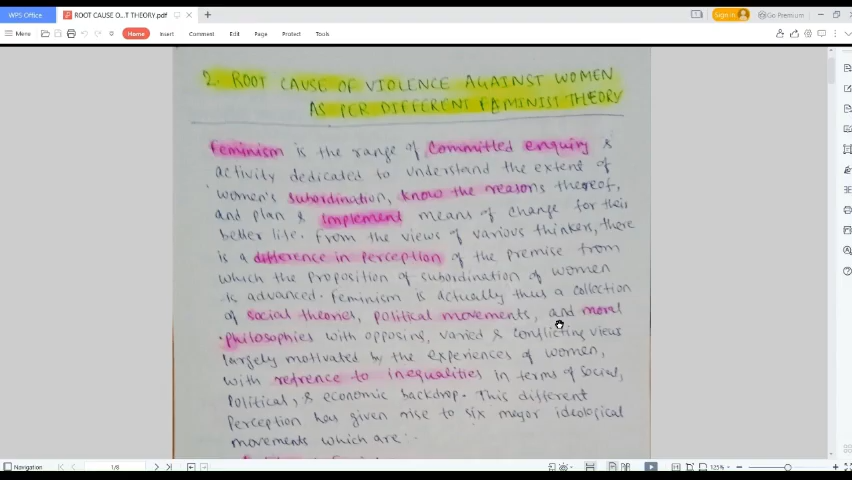 WPS Office
ROOT CAUSE O...T THEORY.pdf
Sign in
Go Premium
Menu
Home
Insert
Comment
Edit
Page
Protect
Tools
2. ROOT CAUSE OF VIOLENCE AGAINST WOMEN
AS PER DIFFERENT FEMINIST THEORY
Feminism is the range of committed enquiry &
activity dedicated to understand the extend of
women's subordination, know the reasons thereof,
and plan & implement means of change for their
better life. From the views of various thinkers, there
is a difference in perception of the premise from
which the proposition of subordination of women
is advanced. Feminism is actually thus a collection
of social theories, political movements, and moral
philosophies with opposing, varied & conflicting views
largely motivated by the experiences of women,
with refrence to inequalities in terms of social,
political, & economic backdrop. This different
perception has given rise to six major ideological
movements which are:
Navigation
1/8
125%